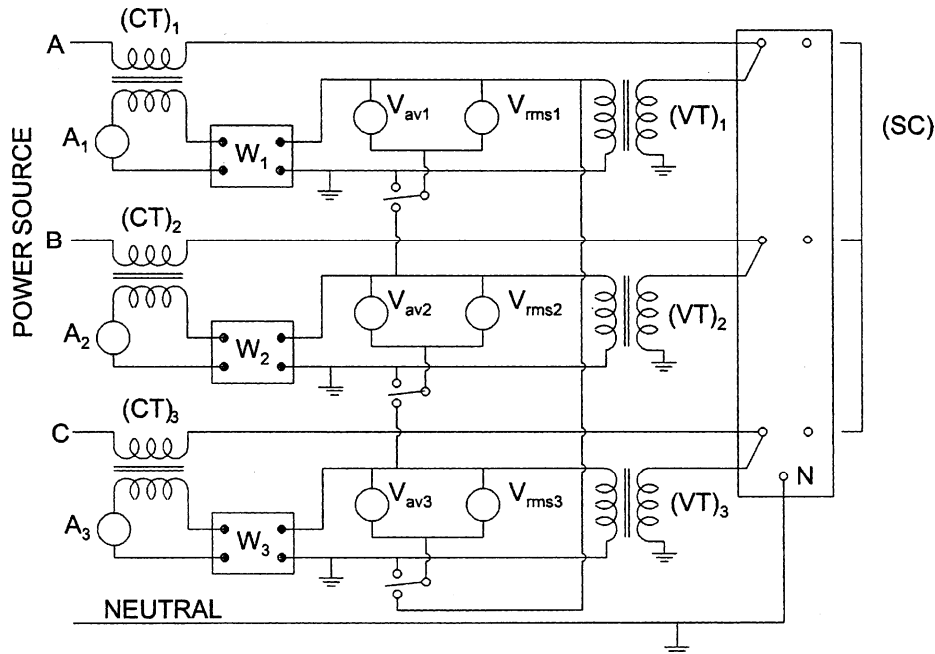 (CT)1
A
A1
W1
Vav1
Vrms1
(VT)1
(SC)
POWER SOURCE
(CT)2
B
A2
W2
Vav2
Vrms2
(VT)2
(CT)3
C
A3
W3
Vav3
Vrms3
(VT)3
N
NEUTRAL